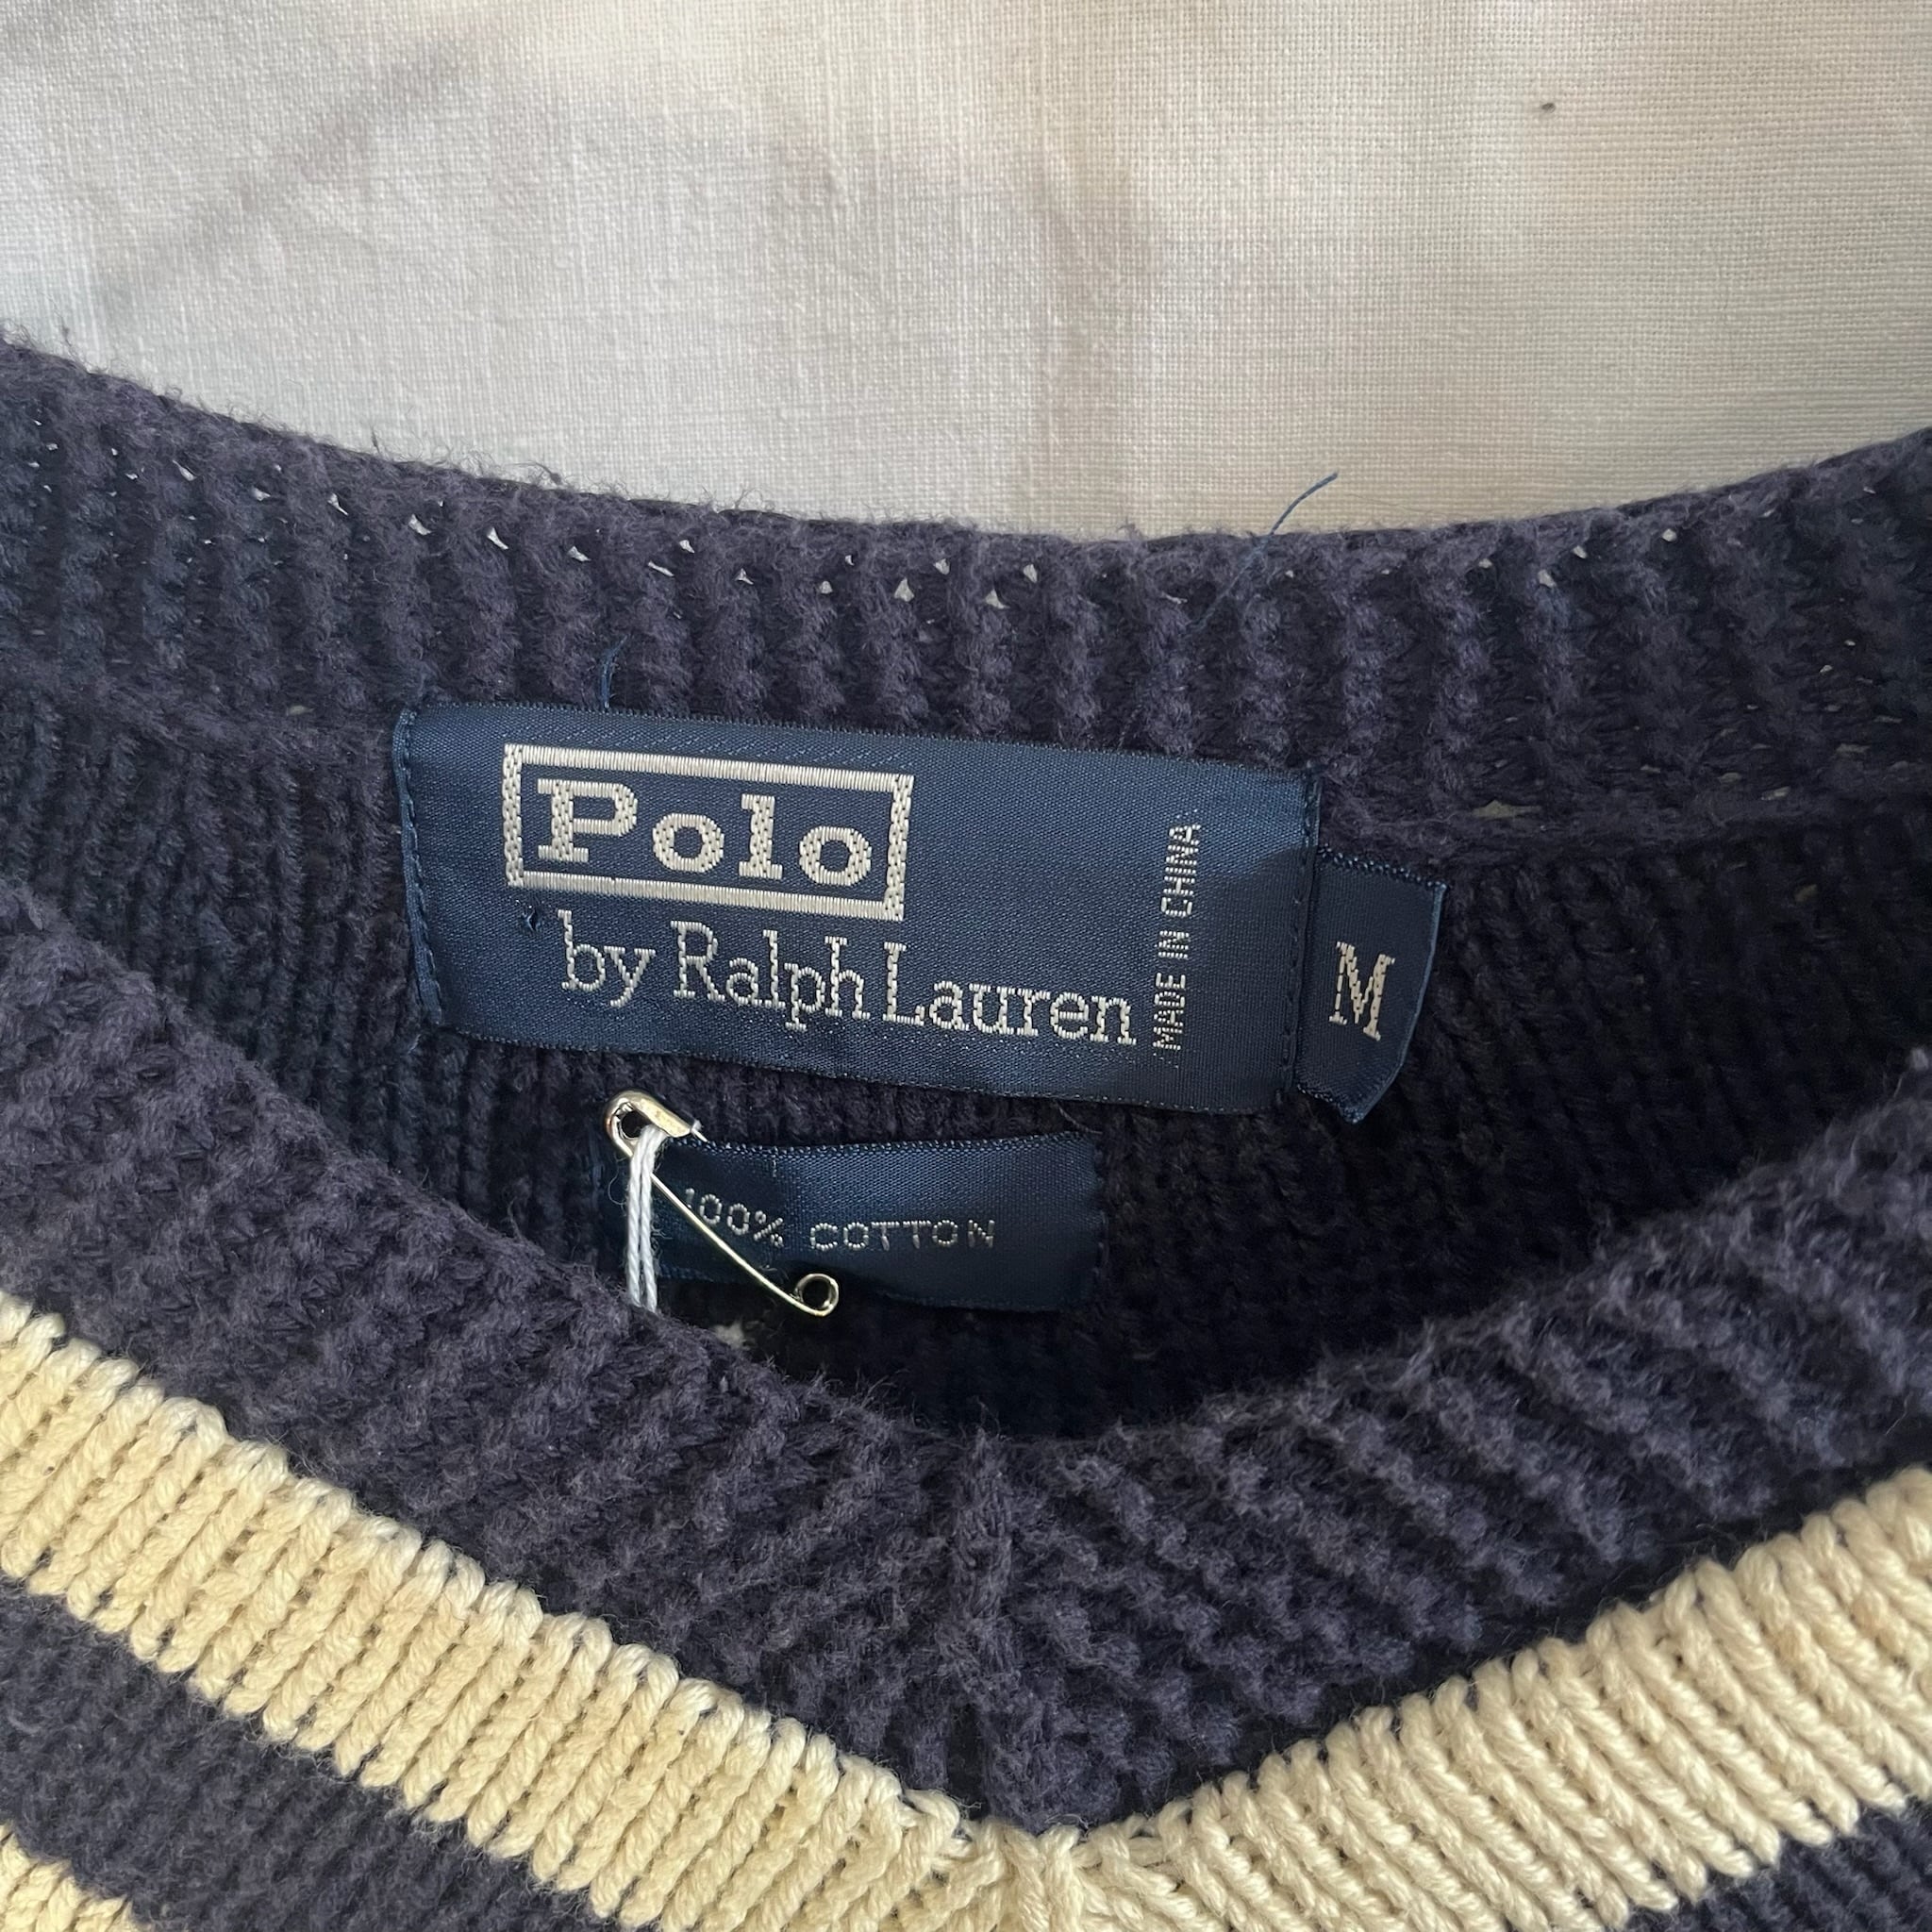 Polo
by Ralph Lauren
MADE IN CHINA
M
100% COTTON